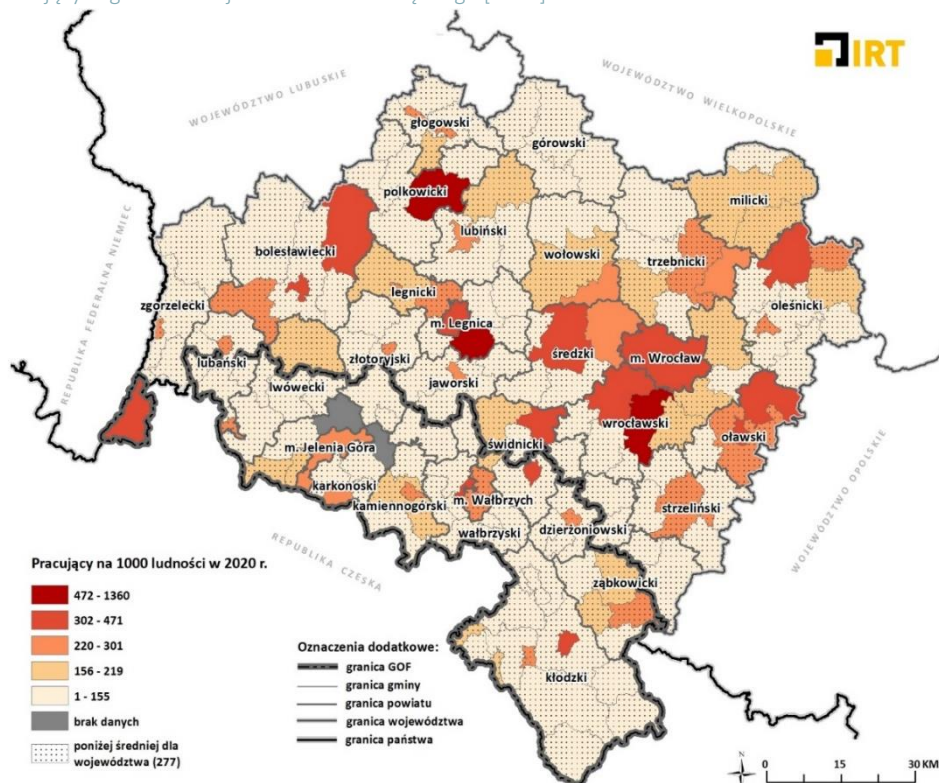 IRT
WOJEWÓDZTWO LUBUSKIE
WOJEWÓDZTWO WIELKOPOLSKIE
głogowski
górowski
polkowicki
milicki
lubiński
bolesławiecki
wołowski
trzebnicki
legnicki
zgorzelecki
oleśnicki
m. Legnica
REPUBLIKA FEDERALNA NIEMIEC
złotoryjski
średzki
m. Wrocław
lubański
jaworski
lwówecki
wrocławski
oławski
świdnicki
m. Jelenia Góra
karkonoski
kamiennogórski
m. Wałbrych
strzeliński
wałbrzyski
dzierżoniowski
WOJEWÓDZTWO OPOLSKIE
REPUBLIKA CZESKA
ząbkowicki
kłodzki
Pracujący na 1000 ludności w 2020 r.
472 - 1360
302 - 471
220 - 301
156 - 219
1 - 155
brak danych
poniżej średniej dla
województwa (277)
Oznaczenia dodatkowe:
granica GOF
granica gminy
granica powiatu
granica województwa
granica państwa
N
0 15 30 KM